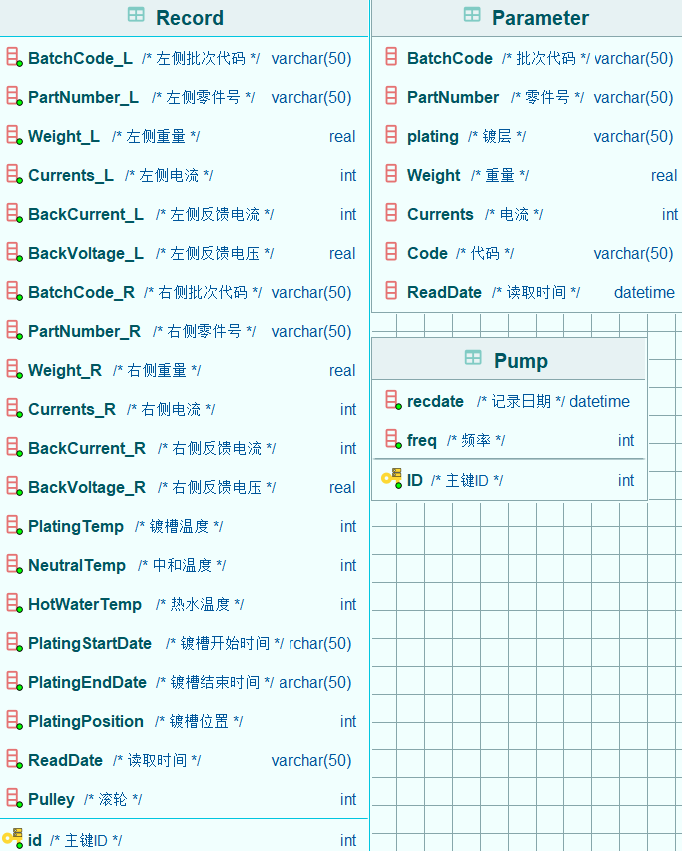 Record
BatchCode_L /* 左侧批次代码 */ varchar(50)
PartNumber_L /* 左侧零件号 */ varchar(50)
Weight_L /* 左侧重量 */ real
Currents_L /* 左侧电流 */ int
BackCurrent_L /* 左侧反馈电流 */ int
BackVoltage_L /* 左侧反馈电压 */ real
BatchCode_R /* 右侧批次代码 */ varchar(50)
PartNumber_R /* 右侧零件号 */ varchar(50)
Weight_R /* 右侧重量 */ real
Currents_R /* 右侧电流 */ int
BackCurrent_R /* 右侧反馈电流 */ int
BackVoltage_R /* 右侧反馈电压 */ real
PlatingTemp /* 镀槽温度 */ int
NeutralTemp /* 中和温度 */ int
HotWaterTemp /* 热水温度 */ int
PlatingStartDate /* 镀槽开始时间 */ rchar(50)
PlatingEndDate /* 镀槽结束时间 */ archar(50)
PlatingPosition /* 镀槽位置 */ int
ReadDate /* 读取时间 */ varchar(50)
Pulley /* 滚轮 */ int
id /* 主键ID */ int
Parameter
BatchCode /* 批次代码 */ varchar(50)
PartNumber /* 零件号 */ varchar(50)
plating /* 镀层 */ varchar(50)
Weight /* 重量 */ real
Currents /* 电流 */ int
Code /* 代码 */ varchar(50)
ReadDate /* 读取时间 */ datetime
Pump
recdate /* 记录日期 */ datetime
freq /* 频率 */ int
ID /* 主键ID */ int